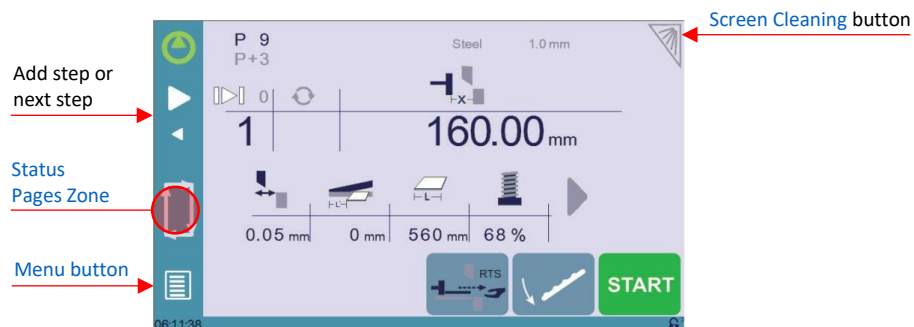 Screen Cleaning button
P 9
P+3
Steel 1.0 mm
Add step or
next step
0
X
1 160.00 mm
Status
Pages Zone
L
L
0.05 mm 0 mm 560 mm 68 %
Menu button
RTS
START
06:11:38